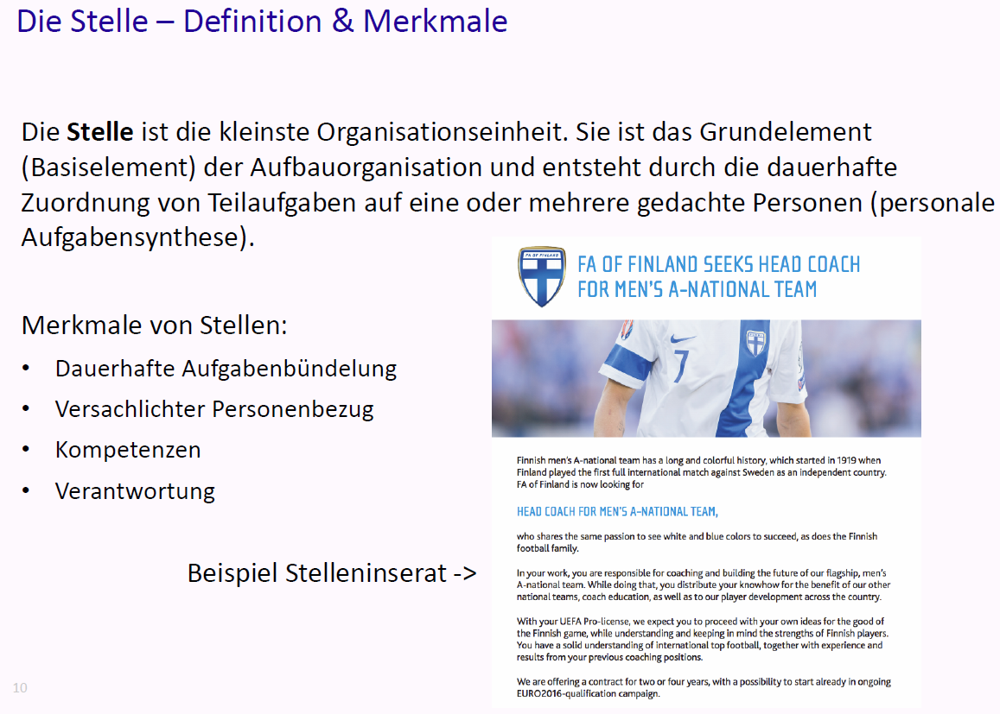 Die Stelle – Definition & Merkmale
Die Stelle ist die kleinste Organisationseinheit. Sie ist das Grundelement
(Basiselement) der Aufbauorganisation und entsteht durch die dauerhafte
Zuordnung von Teilaufgaben auf eine oder mehrere gedachte Personen (personale
Aufgabensynthese).
Merkmale von Stellen:
• Dauerhafte Aufgabenbündelung
• Versachlichter Personenbezug
• Kompetenzen
• Verantwortung
Beispiel Stelleninserat ->
FA OF FINLAND
FA OF FINLAND SEEKS HEAD COACH
FOR MEN'S A-NATIONAL TEAM
7
Finnish men's A-national team has a long and colorful history, which started in 1919 when
Finland played the first full international match against Sweden as an independent country.
FA of Finland is now looking for
HEAD COACH FOR MEN'S A-NATIONAL TEAM,
who shares the same passion to see white and blue colors to succeed, as does the Finnish
football family.
In your work, you are responsible for coaching and building the future of our flagship, men's
A-national team. While doing that, you distribute your knowhow for the benefit of our other
national teams, coach education, as well as to our player development across the country.
With your UEFA Pro-license, we expect you to proceed with your own ideas for the good of
the Finnish game, while understanding and keeping in mind the strengths of Finnish players.
You have a solid understanding of international top football, together with experience and
results from your previous coaching positions.
We are offering a contract for two or four years, with a possibility to start already in ongoing
EURO2016-qualification campaign.
10